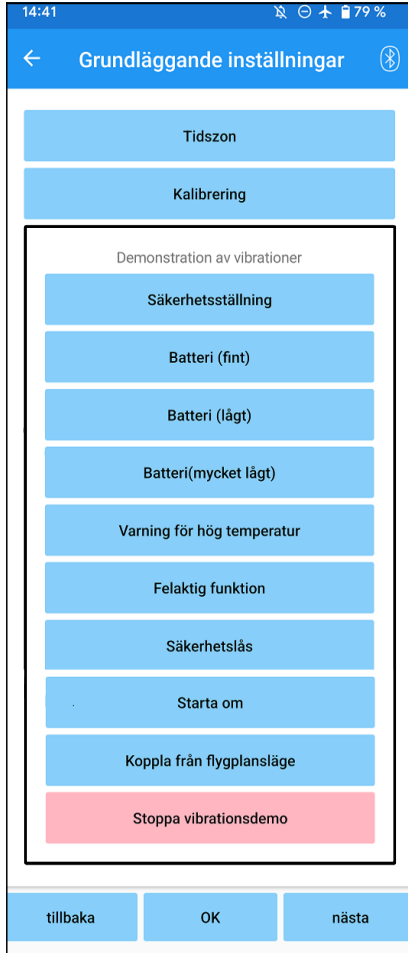 14:41 79 %
Grundläggande inställningar
Tidszon
Kalibrering
Demonstration av vibrationer
Säkerhetsställning
Batteri (fint)
Batteri (lågt)
Batteri(mycket lågt)
Varning för hög temperatur
Felaktig funktion
Säkerhetslås
Starta om
Koppla från flygplansläge
Stoppa vibrationsdemo
tillbaka OK nästa